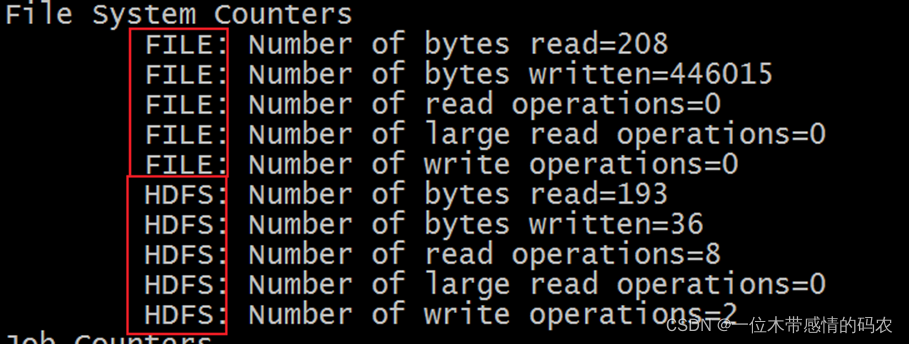 File System Counters
FILE: Number of bytes read=208
FILE: Number of bytes written=446015
FILE: Number of read operations=0
FILE: Number of large read operations=0
FILE: Number of write operations=0
HDFS: Number of bytes read=193
HDFS: Number of bytes written=36
HDFS: Number of read operations=8
HDFS: Number of large read operations=0
HDFS: Number of write operations=2
CSDN @一位木带感情的码农
Job Counters